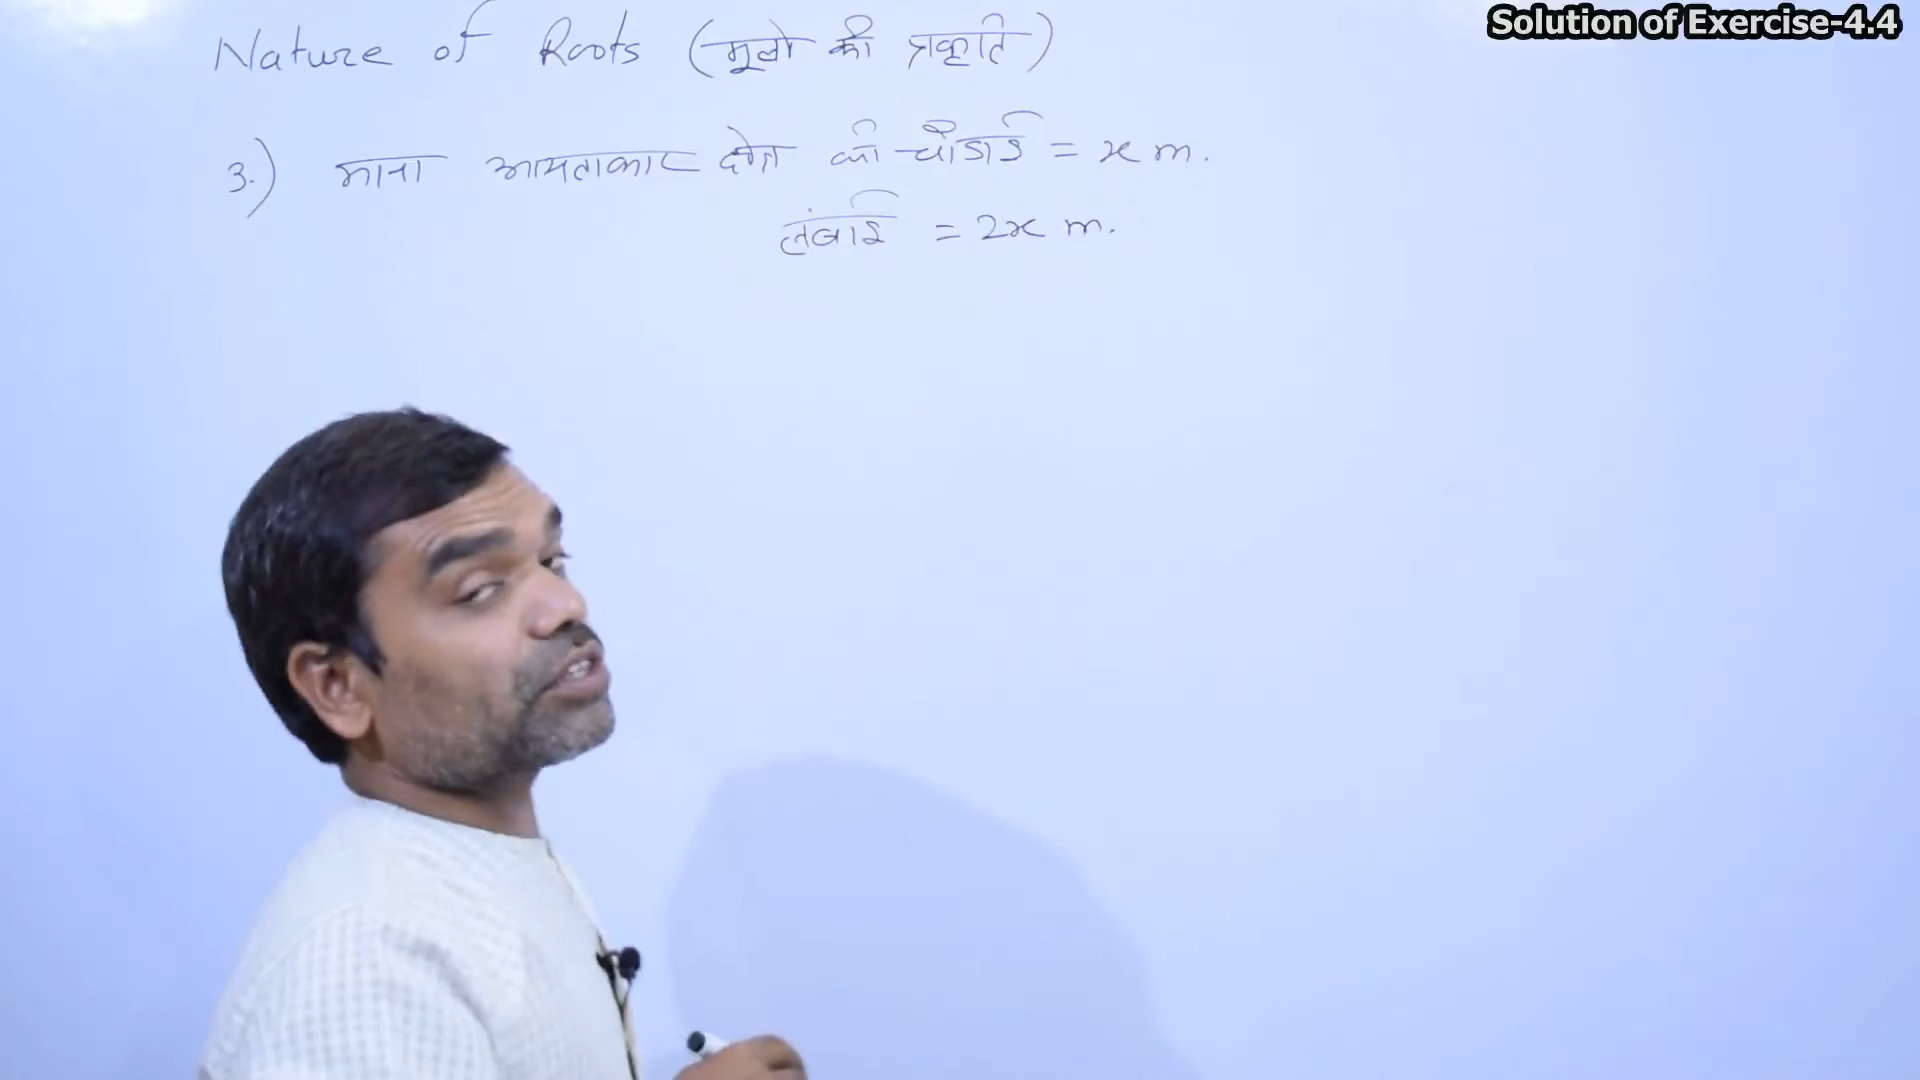 Solution of Exercise-4.4
Nature of Roots (मूलों की प्रकृति)
3.) माना आयताकार क्षेत्र की चौड़ाई = x m.
लंबाई = 2x m.